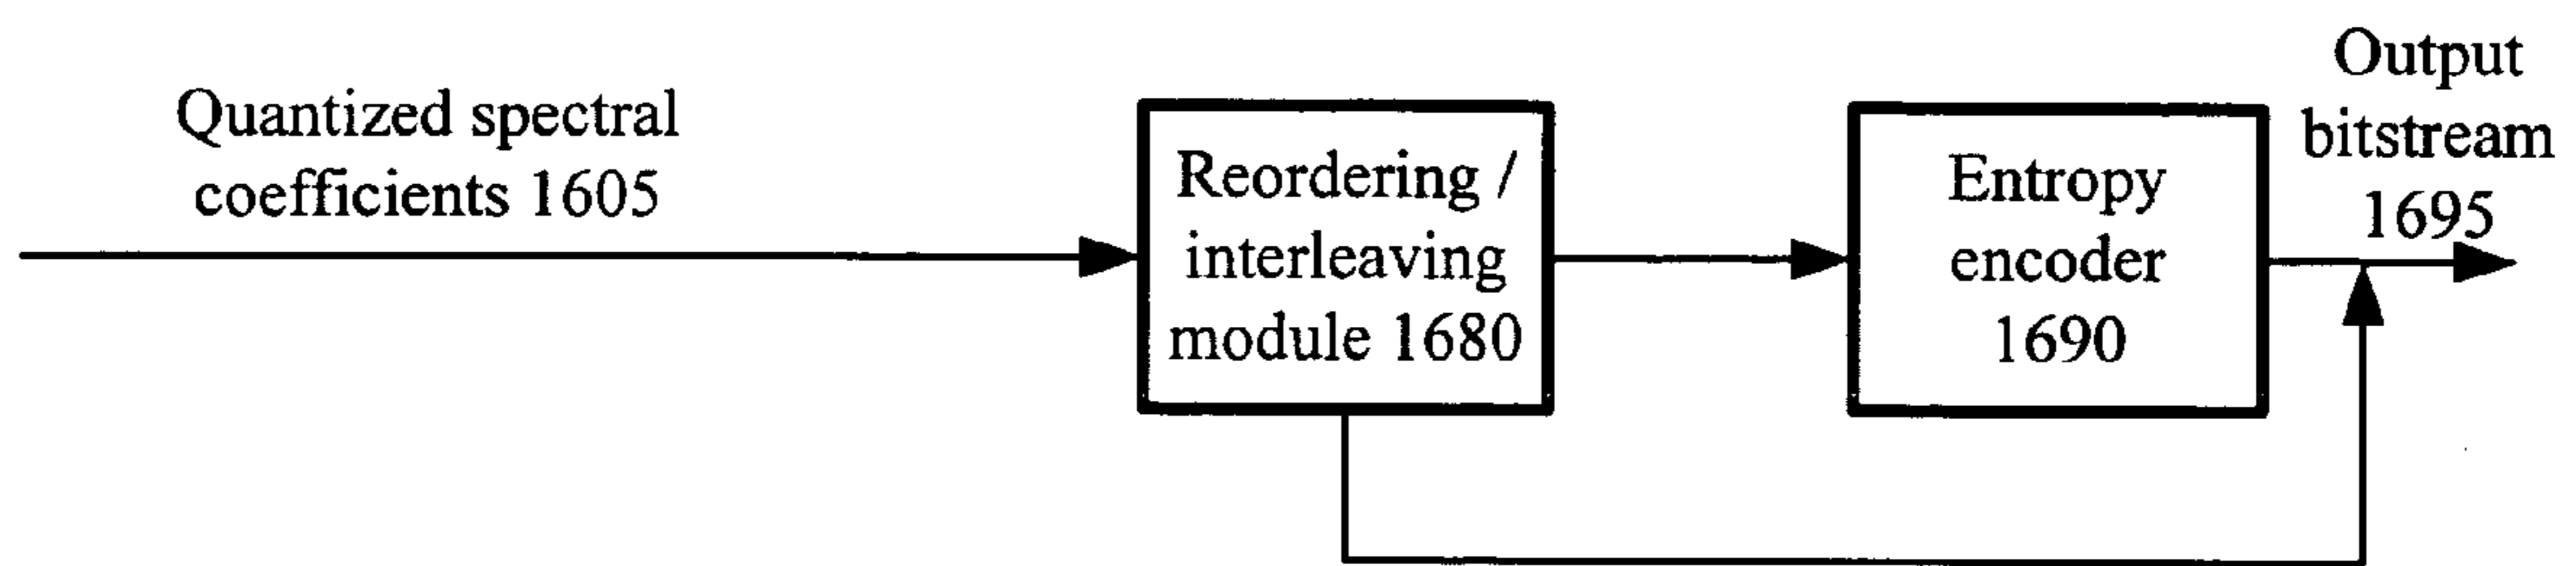 Quantized spectral
coefficients 1605
Reordering /
interleaving
module 1680
Entropy
encoder
1690
Output
bitstream
1695